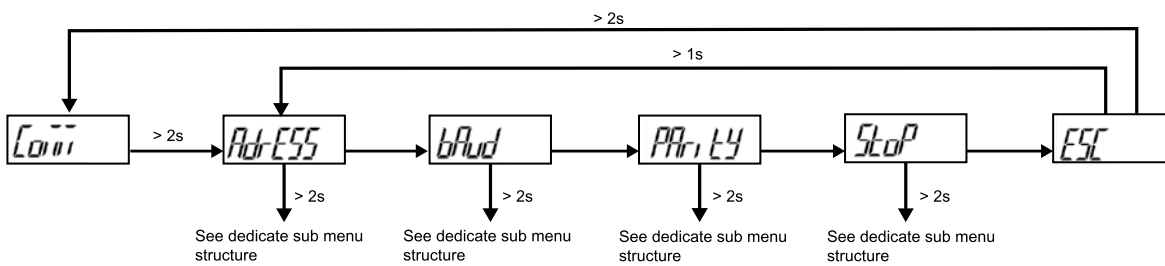 > 2s
> 1s
Comm
> 2s
AdrESS
bAud
PAritY
StoP
ESC
> 2s
> 2s
> 2s
> 2s
See dedicate sub menu
structure
See dedicate sub menu
structure
See dedicate sub menu
structure
See dedicate sub menu
structure